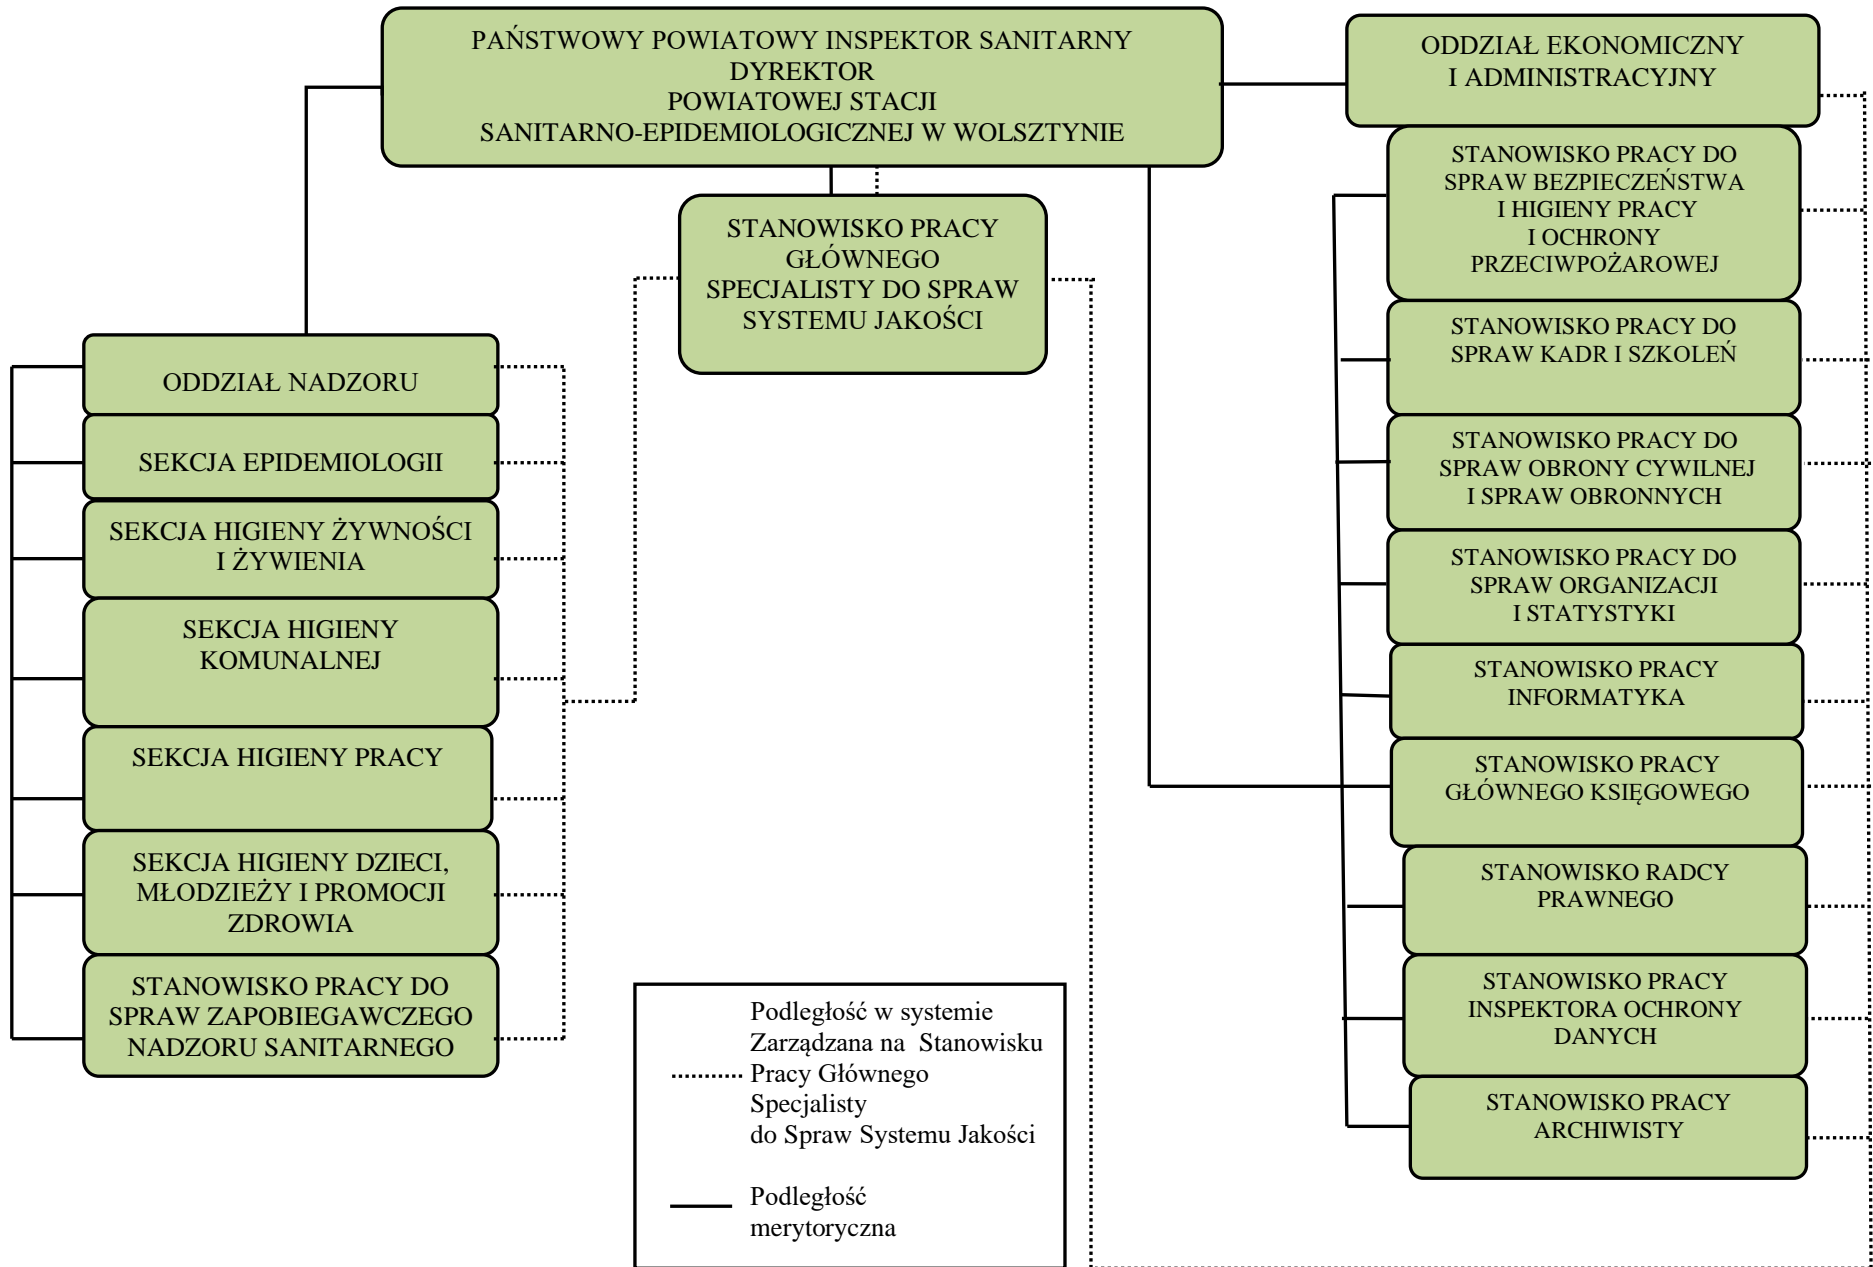 PAŃSTWOWY POWIATOWY INSPEKTOR SANITARNY
DYREKTOR
POWIATOWEJ STACJI
SANITARNO-EPIDEMIOLOGICZNEJ W WOLSZTYNIE
ODDZIAŁ EKONOMICZNY
I ADMINISTRACYJNY
STANOWISKO PRACY
GŁÓWNEGO
SPECJALISTY DO SPRAW
SYSTEMU JAKOŚCI
ODDZIAŁ NADZORU
SEKCJA EPIDEMIOLOGII
SEKCJA HIGIENY ŻYWNOŚCI
I ŻYWIENIA
SEKCJA HIGIENY
KOMUNALNEJ
SEKCJA HIGIENY PRACY
SEKCJA HIGIENY DZIECI,
MŁODZIEŻY I PROMOCJI
ZDROWIA
STANOWISKO PRACY DO
SPRAW ZAPOBIEGAWCZEGO
NADZORU SANITARNEGO
STANOWISKO PRACY DO
SPRAW BEZPIECZEŃSTWA
I HIGIENY PRACY
I OCHRONY
PRZECIWPOŻAROWEJ
STANOWISKO PRACY DO
SPRAW KADR I SZKOLEŃ
STANOWISKO PRACY DO
SPRAW OBRONY CYWILNEJ
I SPRAW OBRONNYCH
STANOWISKO PRACY DO
SPRAW ORGANIZACJI
I STATYSTYKI
STANOWISKO PRACY
INFORMATYKA
STANOWISKO PRACY
GŁÓWNEGO KSIĘGOWEGO
STANOWISKO RADCY
PRAWNEGO
STANOWISKO PRACY
INSPEKTORA OCHRONY
DANYCH
STANOWISKO PRACY
ARCHIWISTY
Podległość w systemie
Zarządzana na Stanowisku
Pracy Głównego
Specjalisty
do Spraw Systemu Jakości
Podległość
merytoryczna